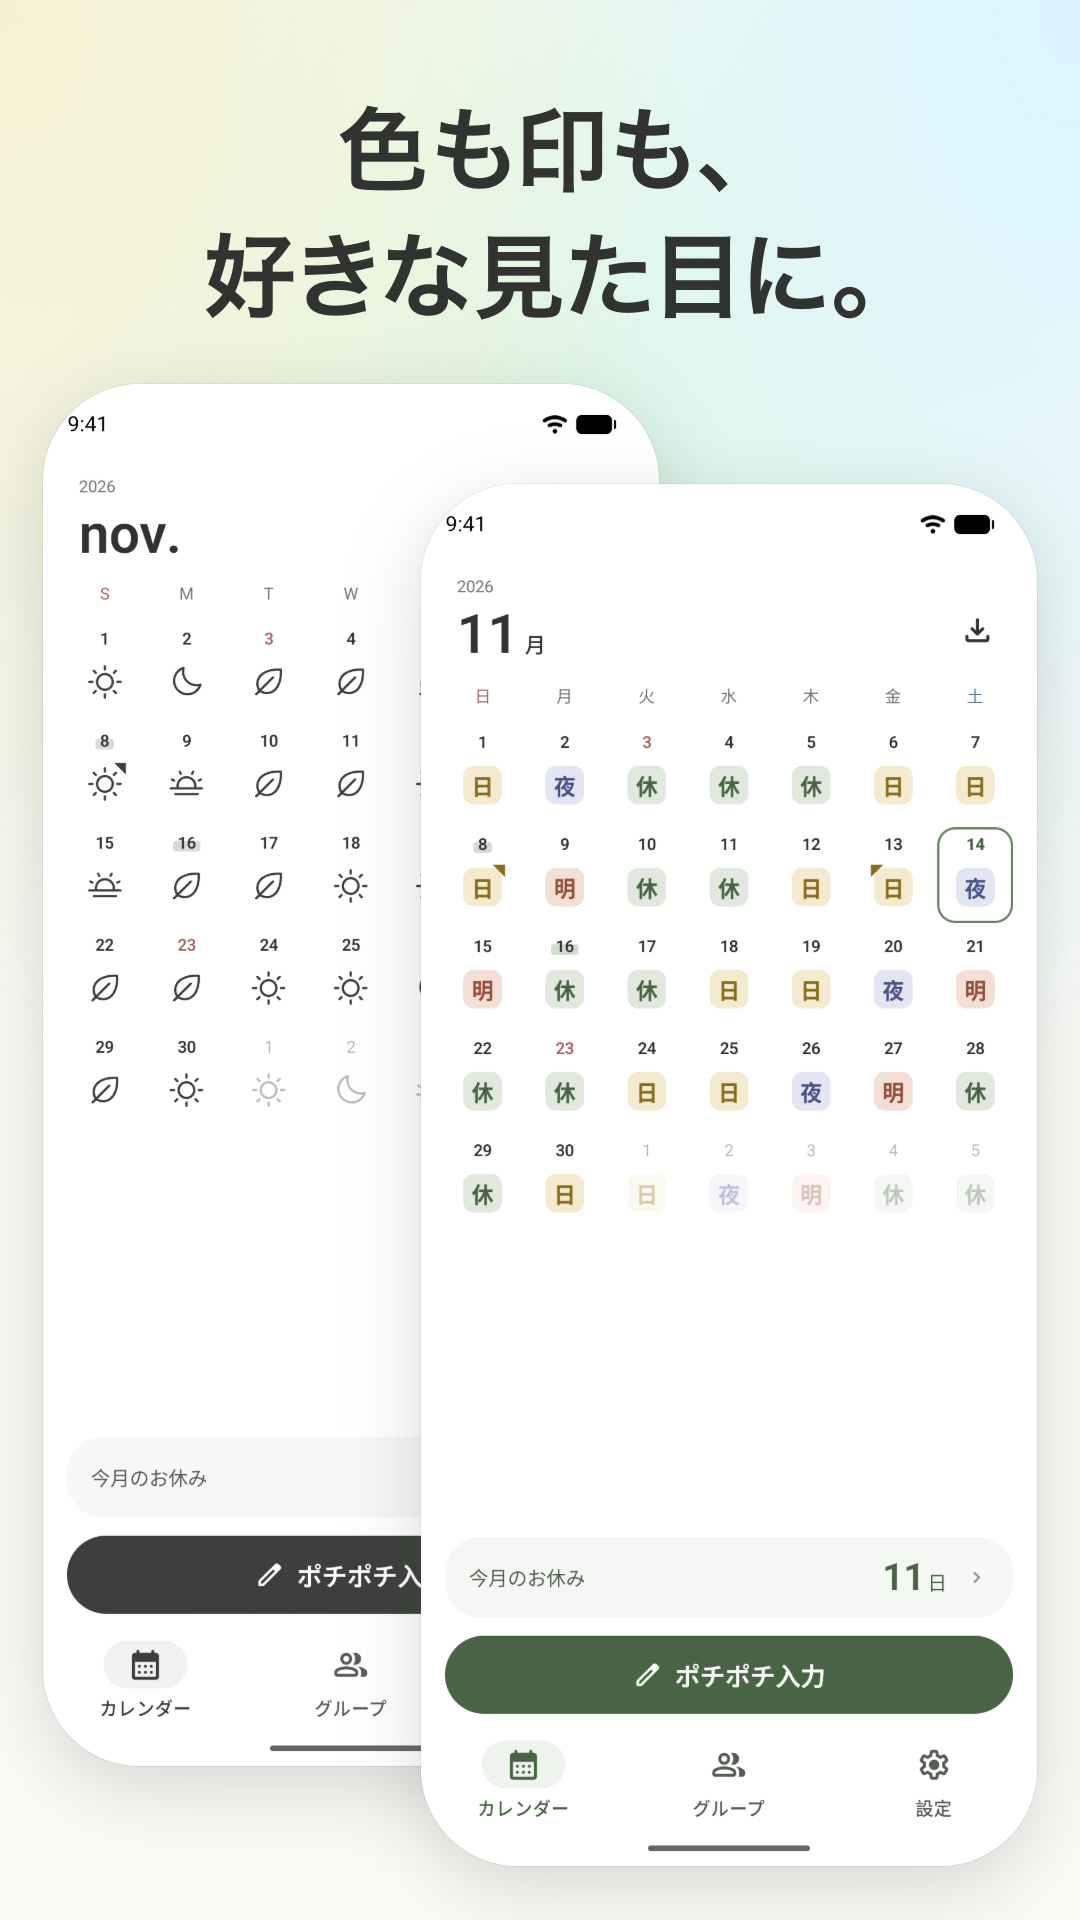 色も印も、
好きな見た目に。
9:41
2026
nov.
S M T W
1 2 3 4
8 9 10 11
15 16 17 18
22 23 24 25
29 30 1 2
今月のお休み
ポチポチ入
カレンダー グループ
9:41
2026
11月
日 月 火 水 木 金 土
1 2 3 4 5 6 7
日 夜 休 休 休 日 日
8 9 10 11 12 13 14
日 明 休 休 日 日 夜
15 16 17 18 19 20 21
明 休 休 日 日 夜 明
22 23 24 25 26 27 28
休 休 日 日 夜 明 休
29 30 1 2 3 4 5
休 日 日 夜 明 休 休
今月のお休み 11日
ポチポチ入力
カレンダー グループ 設定